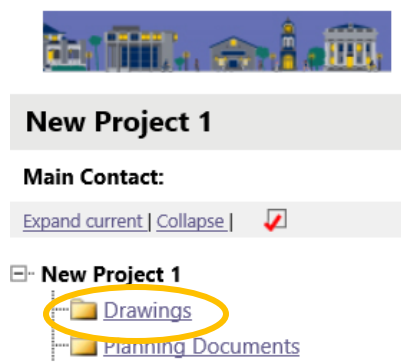 New Project 1
Main Contact:
Expand current | Collapse |
New Project 1
Drawings
Planning Documents